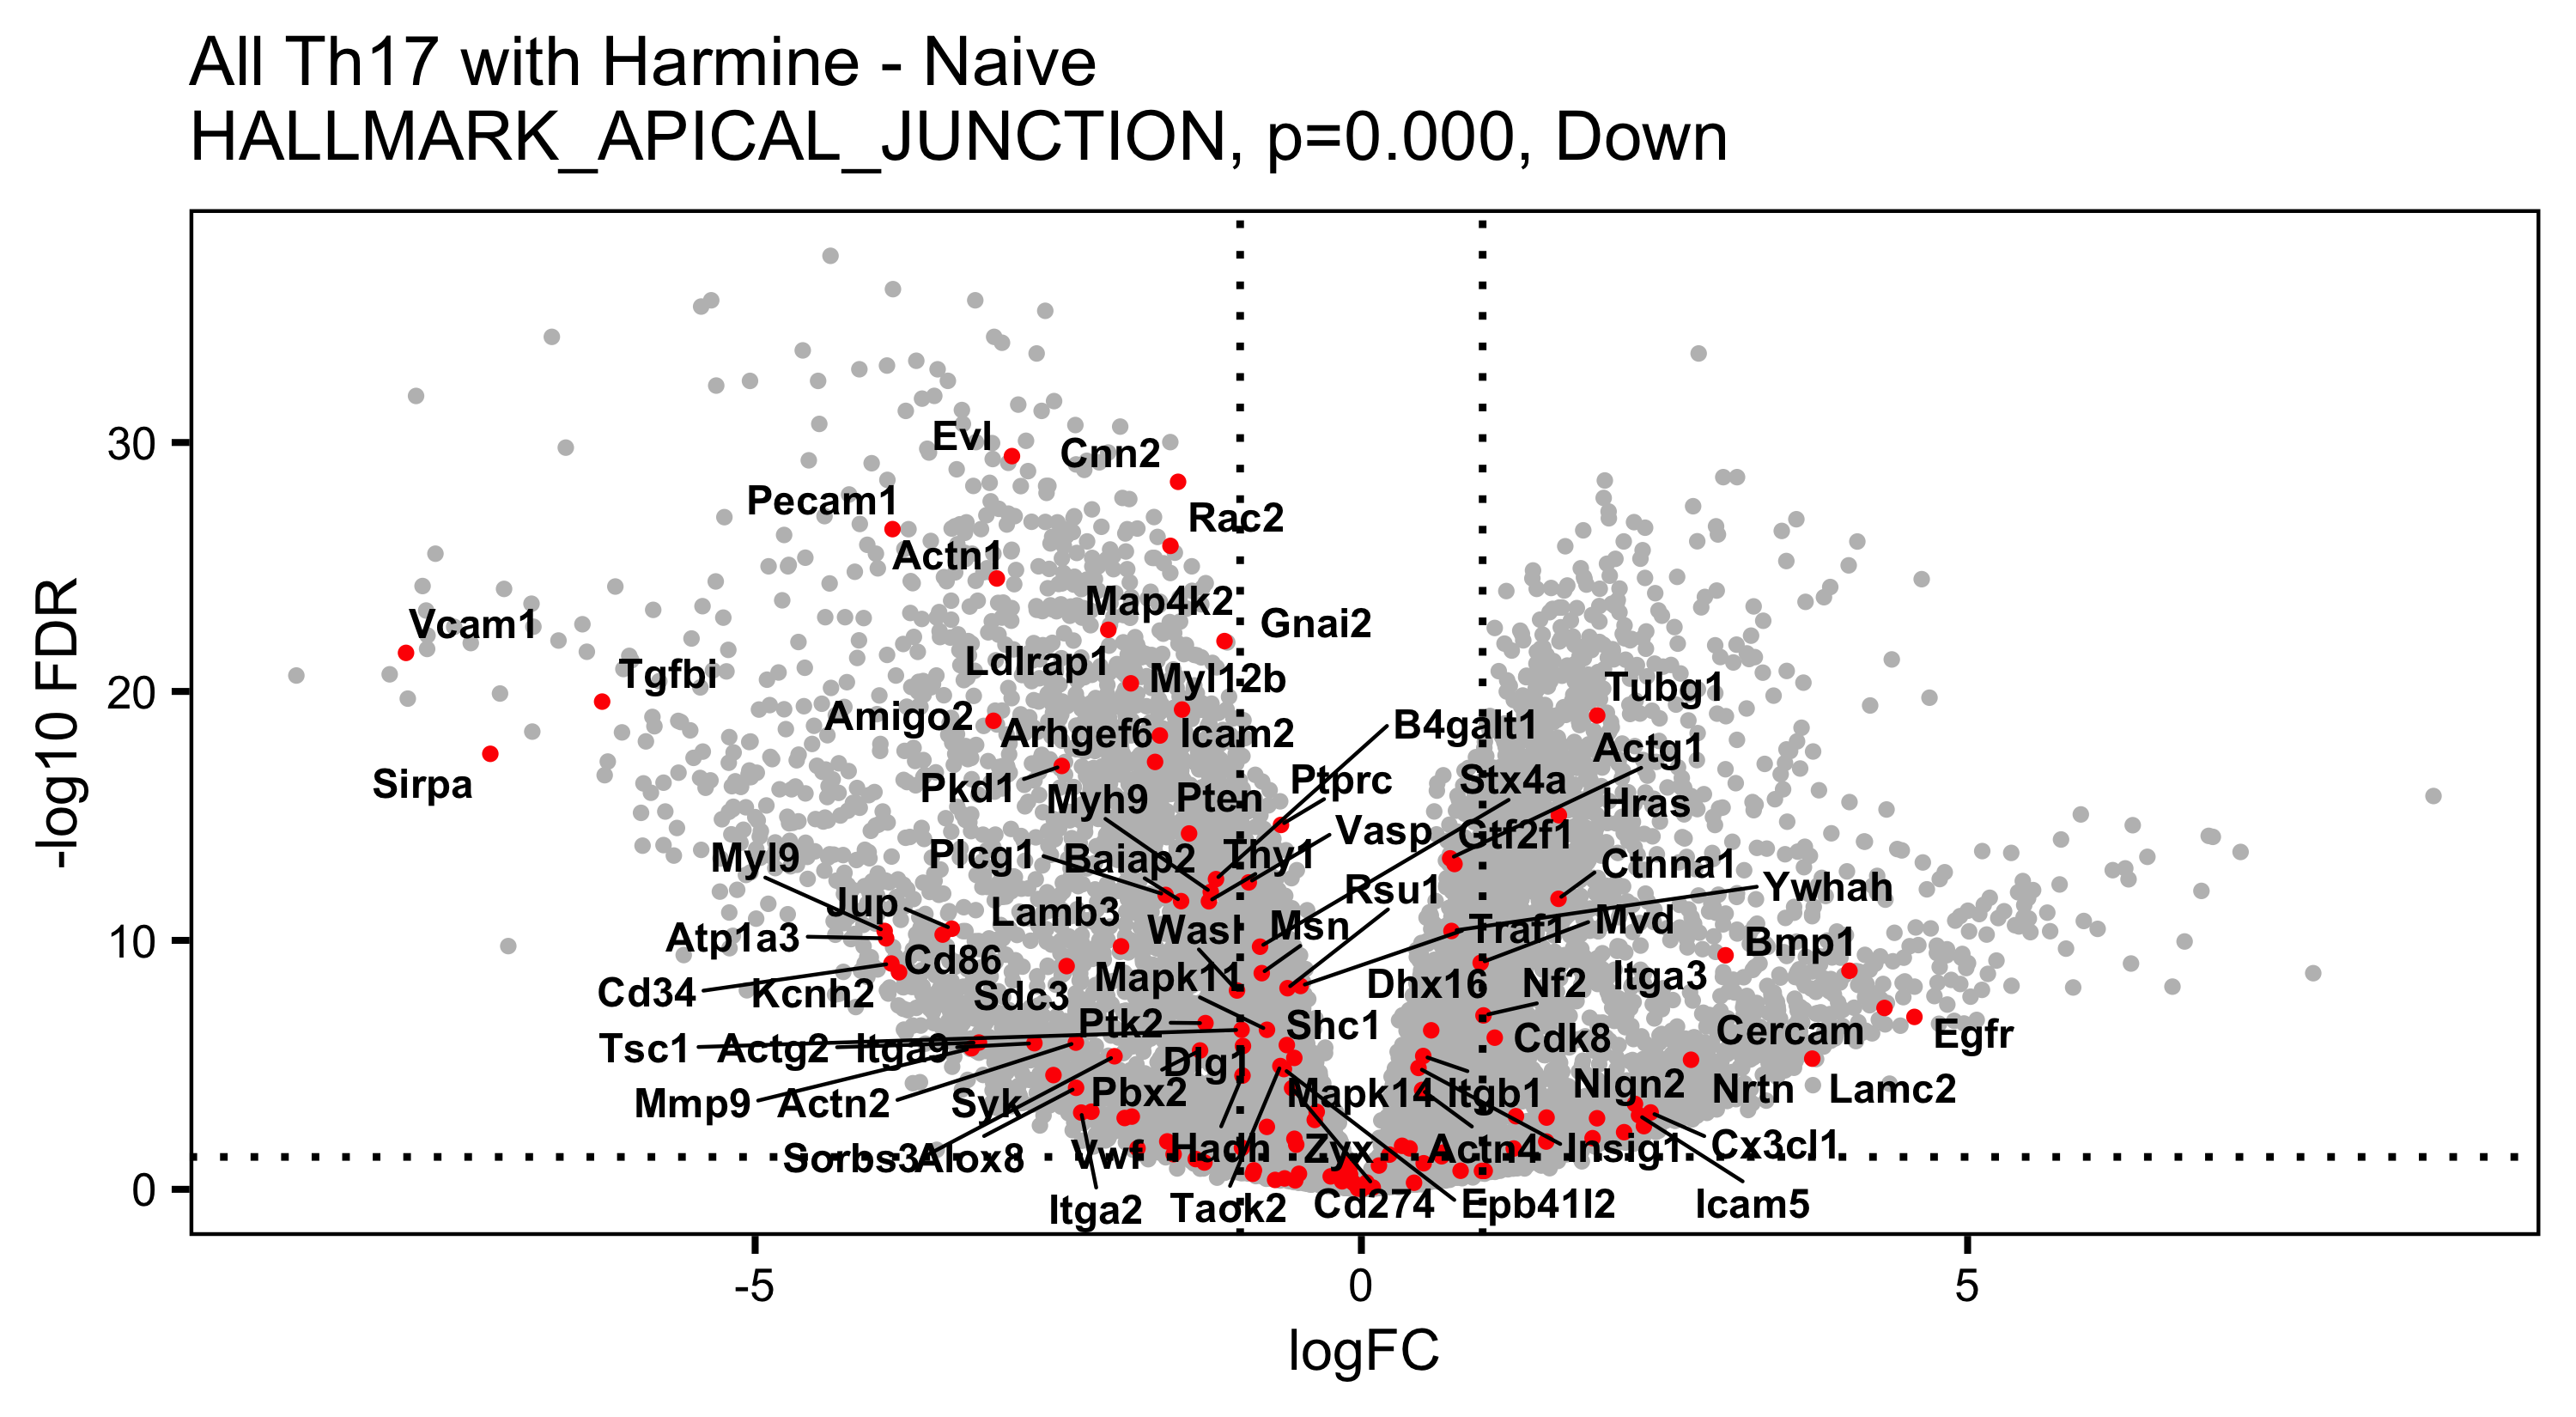 All Th17 with Harmine - Naive
HALLMARK_APICAL_JUNCTION, p=0.000, Down
-log10 FDR
30
20
10
0
Evl
Cnn2
Pecam1
Rac2
Actn1
Map4k2
Gnai2
Vcam1
Ldlrap1
Tgfbi
Myl12b
Tubg1
Amigo2
Arhgef6
Icam2
B4galt1
Actg1
Sirpa
Pkd1
Ptprc
Stx4a
Myh9
Pten
Hras
Vasp
Gtf2f1
Myl9
Plcg1
Baiap2
Thy1
Ctnna1
Rsu1
Ywhah
Jup
Lamb3
Wasl
Msn
Traf1
Mvd
Atp1a3
Cd86
Bmp1
Mapk11
Dhx16
Nf2
Itga3
Cd34
Kcnh2
Sdc3
Ptk2
Shc1
Cdk8
Cercam
Egfr
Tsc1
Actg2
Itga9
Dlg1
Mmp9
Actn2
Syk
Pbx2
Mapk14
Itgb1
Nlgn2
Nrtn
Lamc2
Sorbs3
Alox8
Vwf
Hadh
Zyx
Actn4
Insig1
Cx3cl1
Itga2
Taok2
Cd274
Epb41l2
Icam5
-5
0
5
logFC